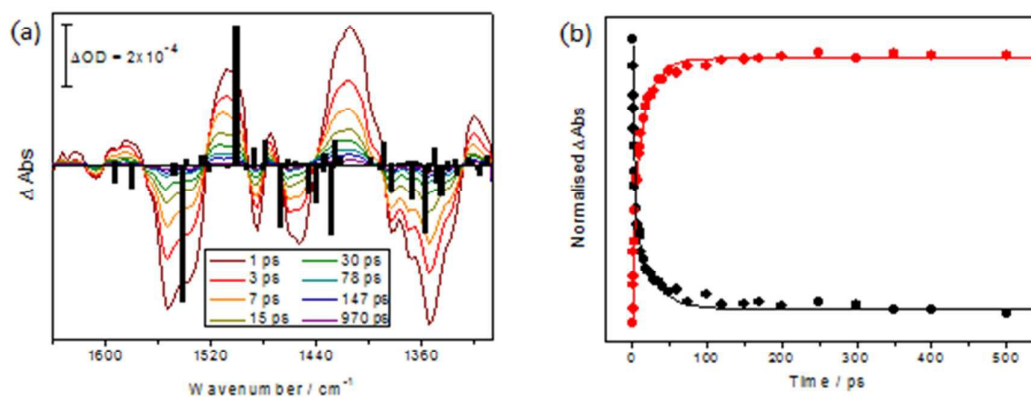 (a)
ΔOD = 2x10⁻⁴
Δ Abs
1 ps
3 ps
7 ps
15 ps
30 ps
78 ps
147 ps
970 ps
1600 1520 1440 1360
Wavenumber / cm⁻¹
(b)
Normalised Δ Abs
0 100 200 300 400 500
Time / ps